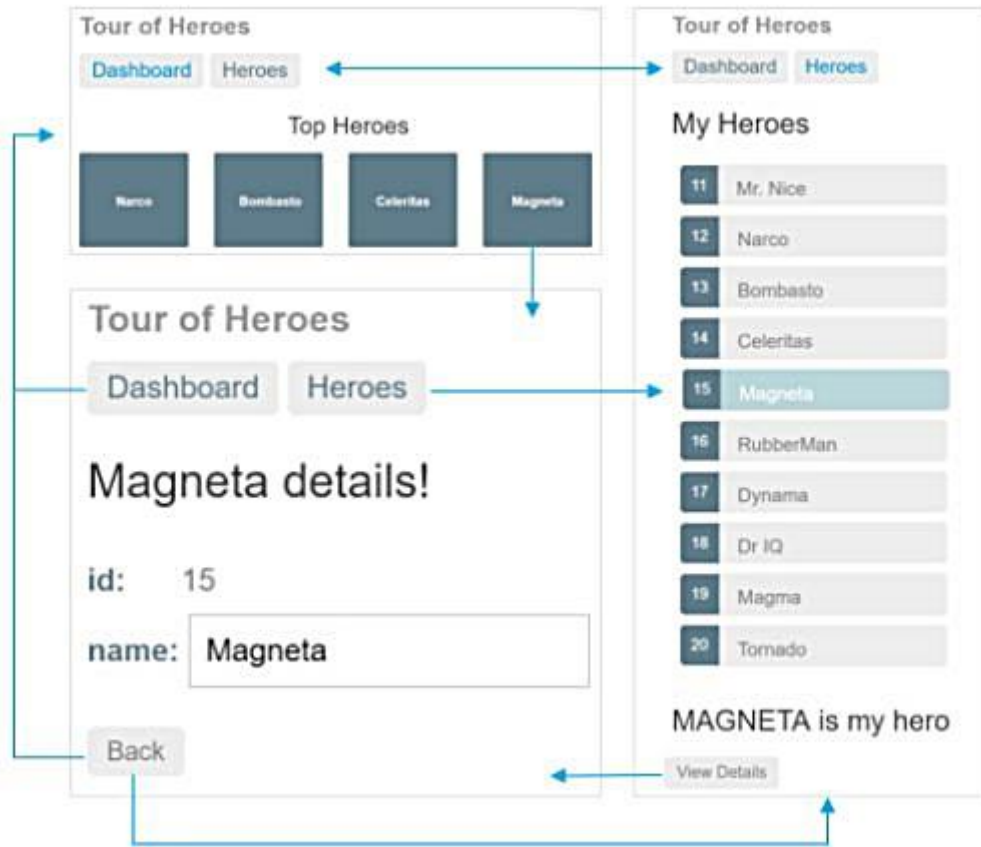 Tour of Heroes
Dashboard Heroes
Top Heroes
Narco Bombasto Celeritas Magneta
Tour of Heroes
Dashboard Heroes
Magneta details!
id: 15
name: Magneta
Back
Tour of Heroes
Dashboard Heroes
My Heroes
11 Mr. Nice
12 Narco
13 Bombasto
14 Celeritas
15 Magneta
16 RubberMan
17 Dynama
18 Dr IQ
19 Magma
20 Tornado
MAGNETA is my hero
View Details